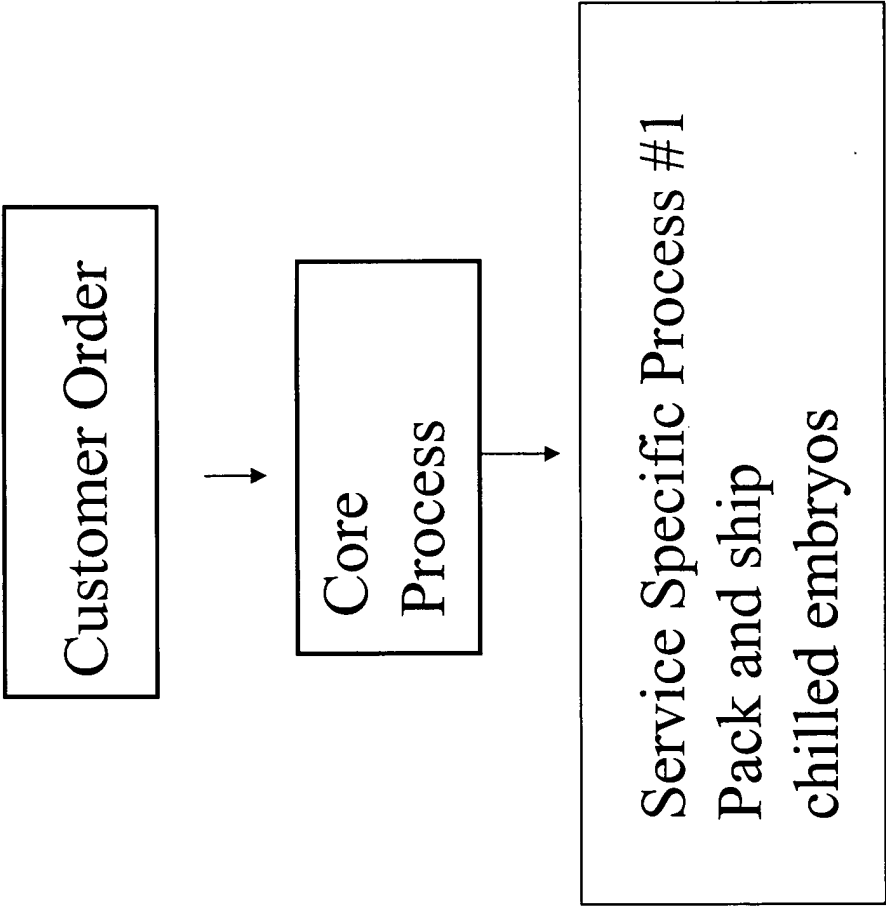 Customer Order
Core
Process
Service Specific Process #1
Pack and ship
chilled embryos